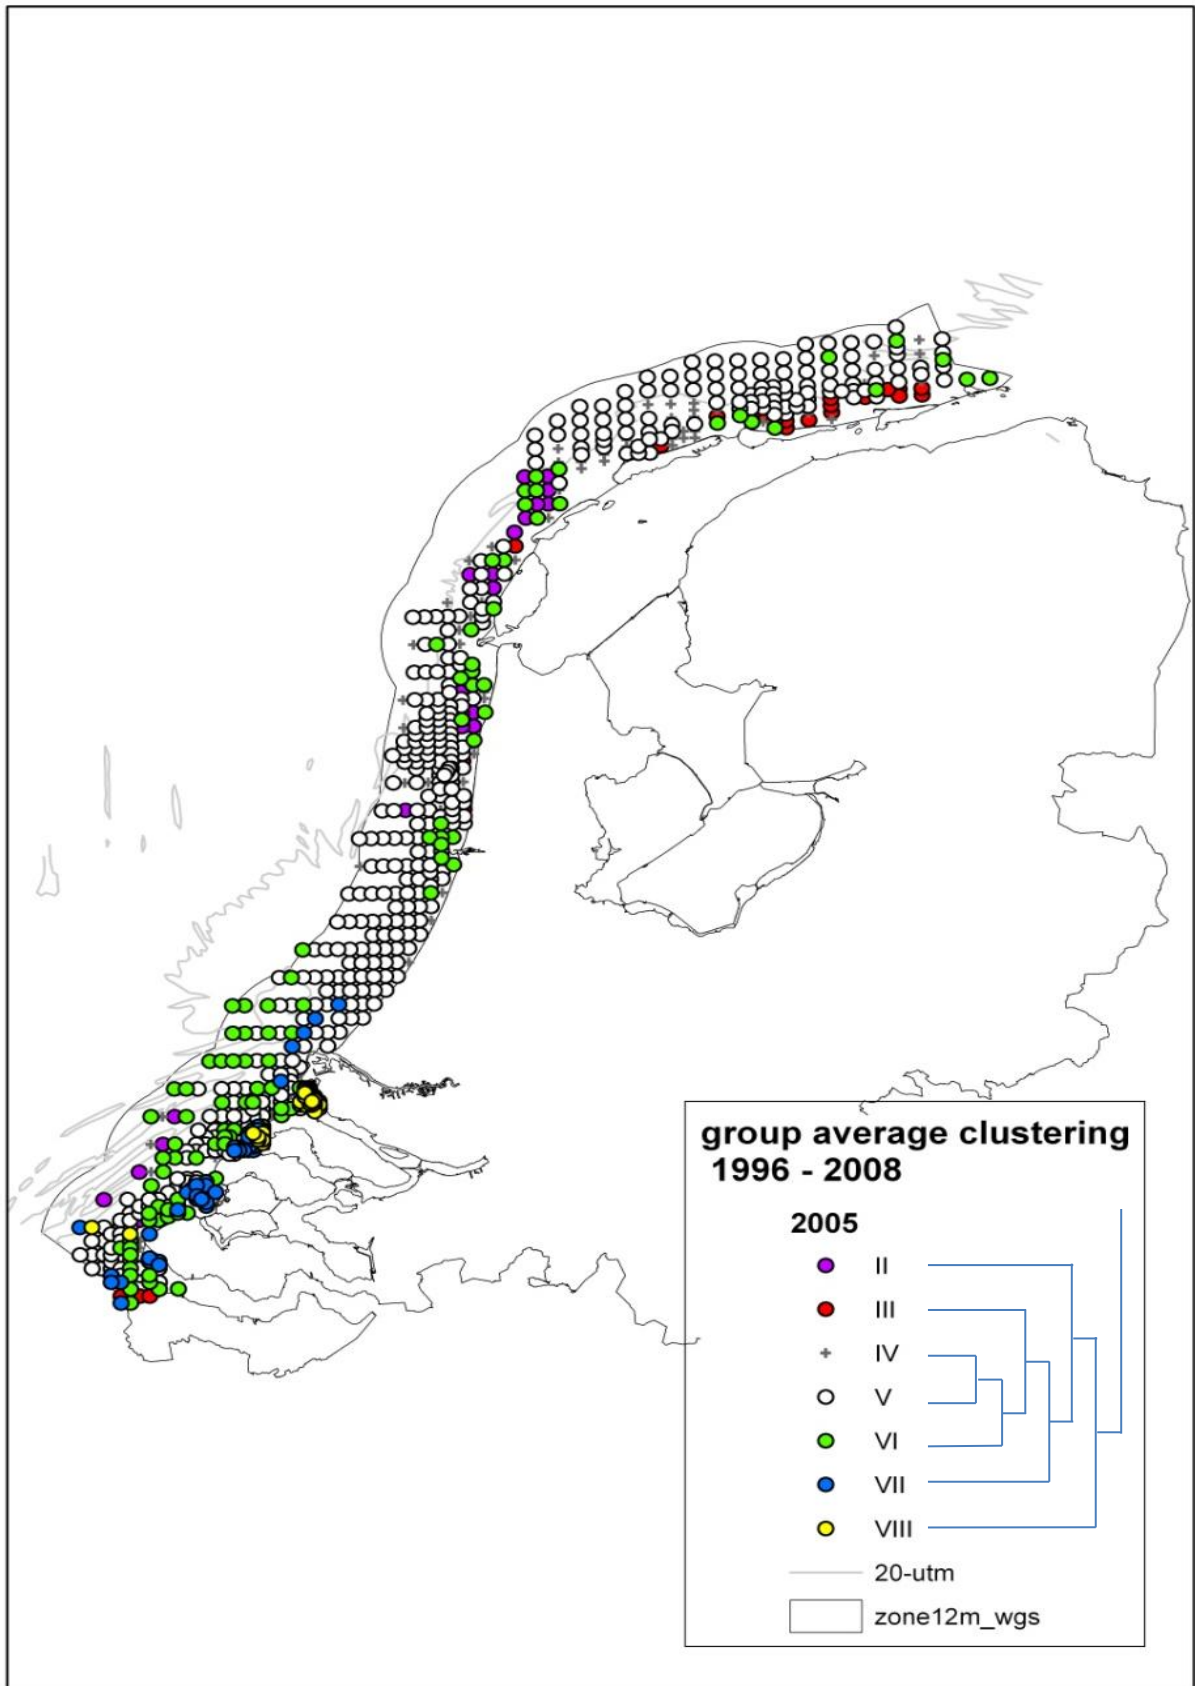 group average clustering
1996 - 2008
2005
II
III
IV
V
VI
VII
VIII
20-utm
zone12m_wgs